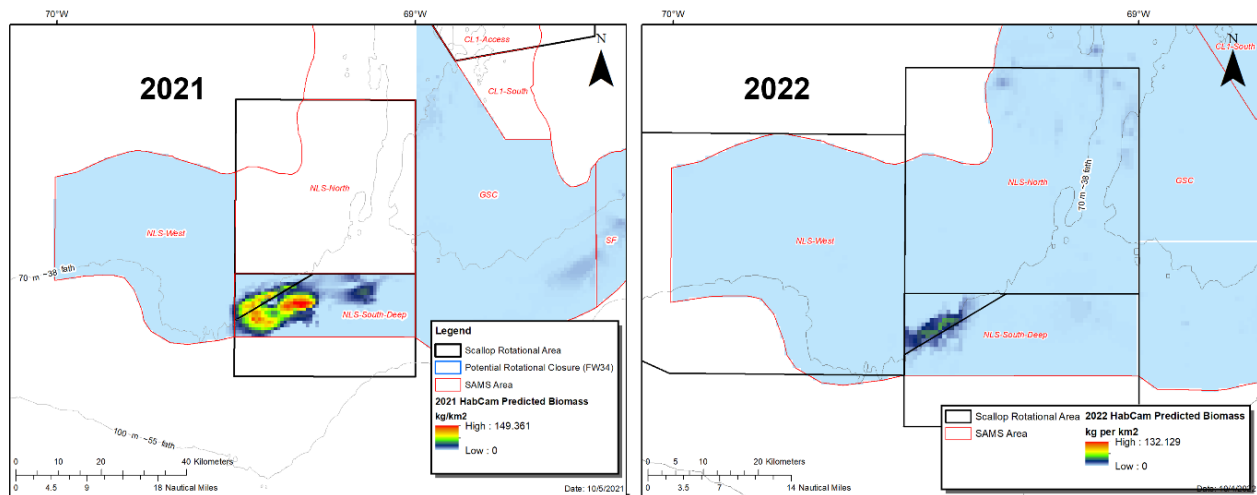 70°W
69°W
2021
CL1-Access
N
CL1-South
NLS-North
GSC
NLS-West
SF
70 m ~38 fath
NLS-South-Deep
100 m ~55 fath
Legend
Scallop Rotational Area
Potential Rotational Closure (FW34)
SAMS Area
2021 HabCam Predicted Biomass
kg/km2
High : 149.361
Low : 0
0 10 20 40 Kilometers
0 4.5 9 18 Nautical Miles
Date: 10/5/2021
70°W
69°W
2022
CL1-South
N
NLS-North
70 m ~38 fath
GSC
NLS-West
NLS-South-Deep
Scallop Rotational Area
SAMS Area
2022 HabCam Predicted Biomass
kg per km2
High : 132.129
Low : 0
0 5 10 20 Kilometers
0 3.5 7 14 Nautical Miles